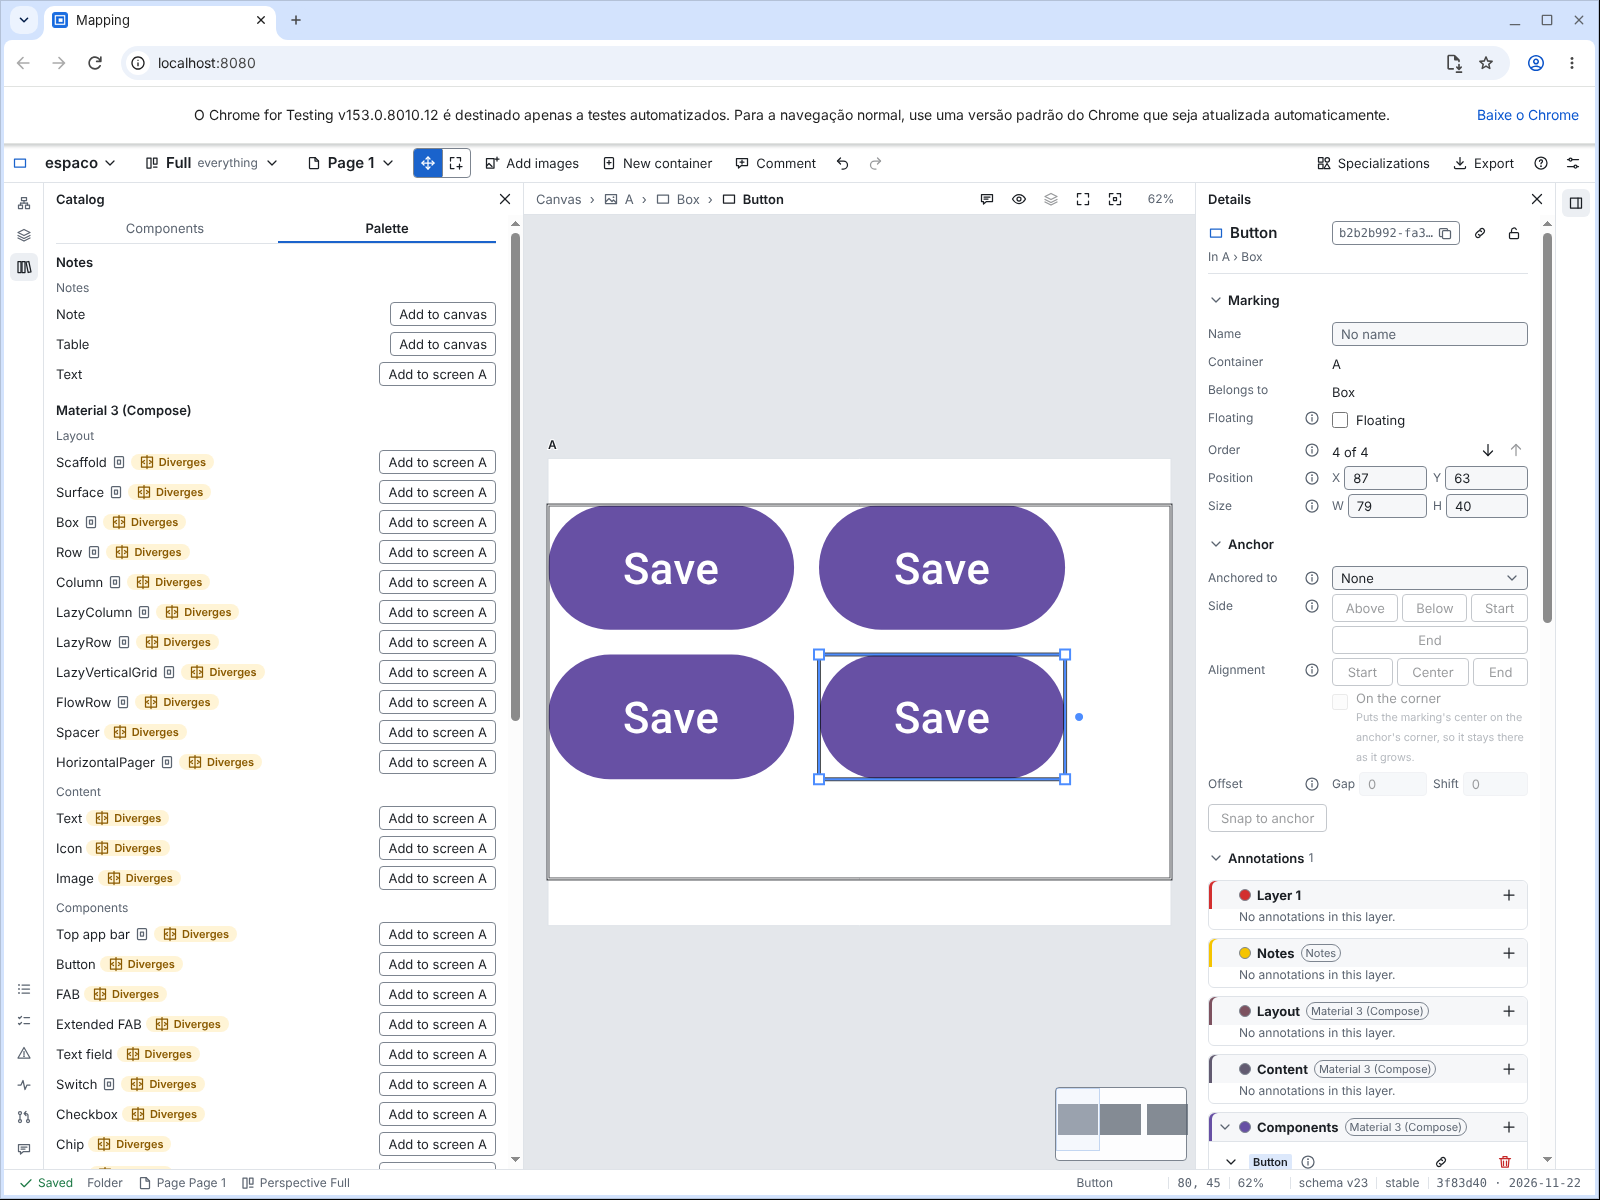 Mapping
localhost:8080
O Chrome for Testing v153.0.8010.12 é destinado apenas a testes automatizados. Para a navegação normal, use uma versão padrão do Chrome que seja atualizada automaticamente.
Baixe o Chrome
espaco
Full everything
Page 1
Add images
New container
Comment
Specializations
Export
Catalog
Components
Palette
Notes
Notes
Note Add to canvas
Table Add to canvas
Text Add to screen A
Material 3 (Compose)
Layout
Scaffold Diverges Add to screen A
Surface Diverges Add to screen A
Box Diverges Add to screen A
Row Diverges Add to screen A
Column Diverges Add to screen A
LazyColumn Diverges Add to screen A
LazyRow Diverges Add to screen A
LazyVerticalGrid Diverges Add to screen A
FlowRow Diverges Add to screen A
Spacer Diverges Add to screen A
HorizontalPager Diverges Add to screen A
Content
Text Diverges Add to screen A
Icon Diverges Add to screen A
Image Diverges Add to screen A
Components
Top app bar Diverges Add to screen A
Button Diverges Add to screen A
FAB Diverges Add to screen A
Extended FAB Diverges Add to screen A
Text field Diverges Add to screen A
Switch Diverges Add to screen A
Checkbox Diverges Add to screen A
Chip Diverges Add to screen A
Canvas › A › Box › Button
62%
A
Save Save
Save Save
Details
Button
b2b2b992-fa3…
In A › Box
Marking
Name No name
Container A
Belongs to Box
Floating Floating
Order 4 of 4
Position X 87 Y 63
Size W 79 H 40
Anchor
Anchored to None
Side Above Below Start
End
Alignment Start Center End
On the corner
Puts the marking's center on the
anchor's corner, so it stays there
as it grows.
Offset Gap 0 Shift 0
Snap to anchor
Annotations 1
Layer 1
No annotations in this layer.
Notes Notes
No annotations in this layer.
Layout Material 3 (Compose)
No annotations in this layer.
Content Material 3 (Compose)
No annotations in this layer.
Components Material 3 (Compose)
Button
Saved
Folder
Page Page 1
Perspective Full
Button
80, 45
62%
schema v23
stable
3f83d40 · 2026-11-22